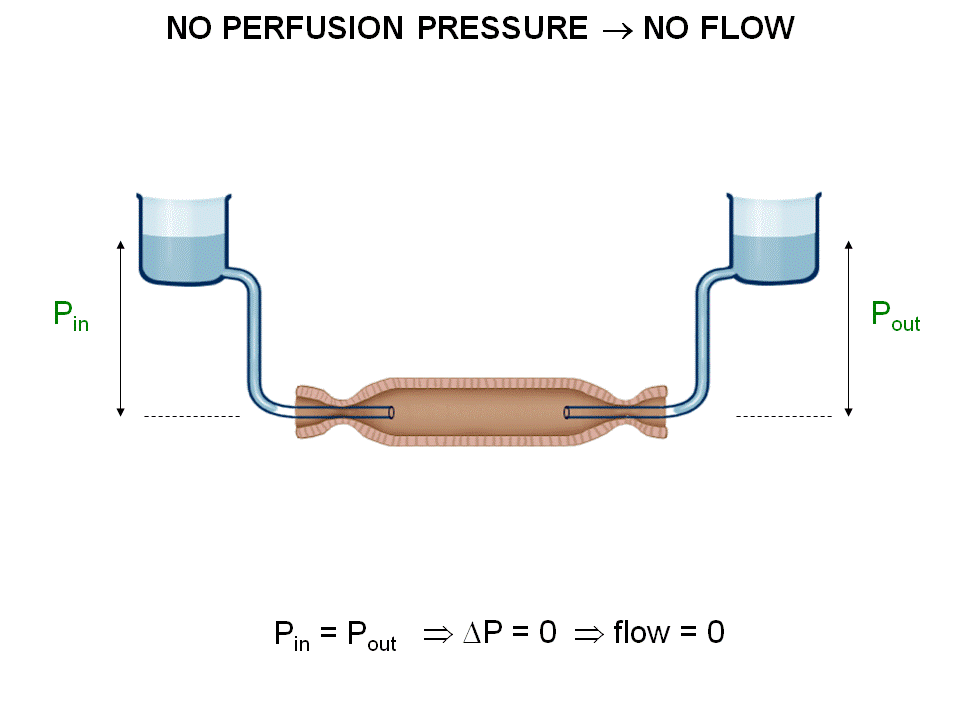 NO PERFUSION PRESSURE → NO FLOW
Pin
Pout
Pin = Pout ⇒ ΔP = 0 ⇒ flow = 0